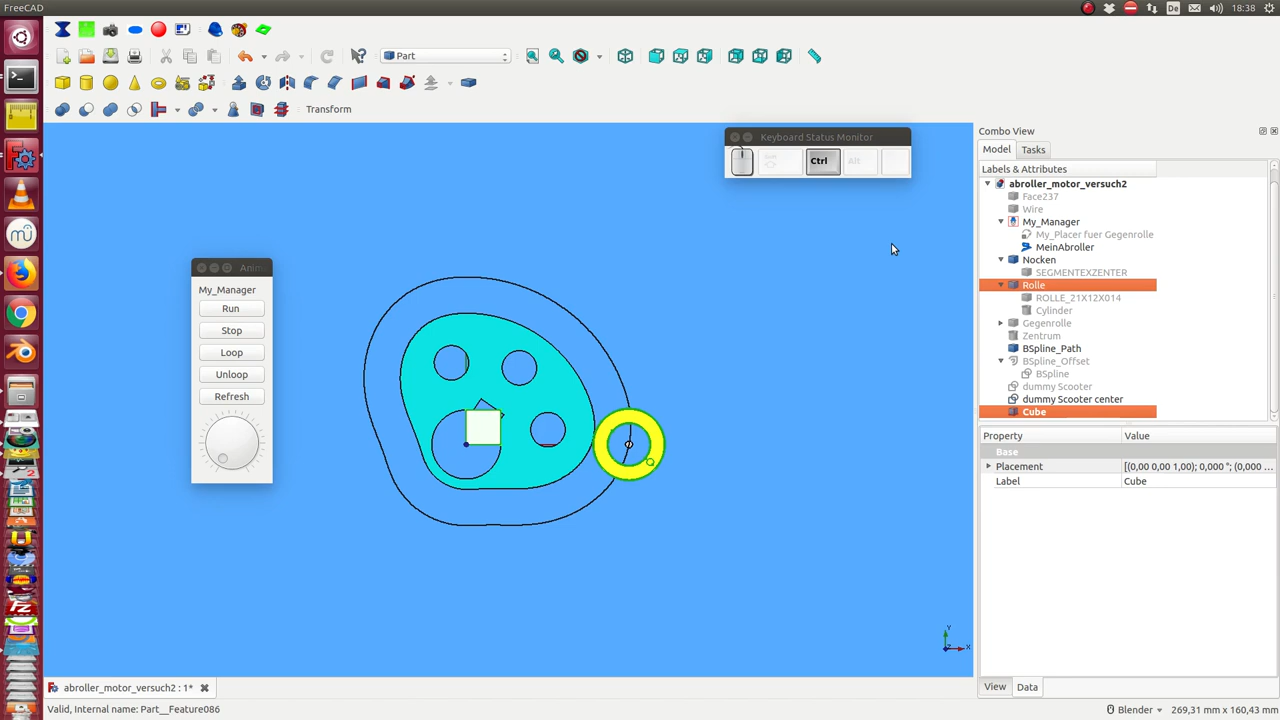 FreeCAD
De
18:38
Part
Transform
Keyboard Status Monitor
Ctrl
Alt
My_Manager
Run
Stop
Loop
Unloop
Refresh
Combo View
Model
Tasks
Labels & Attributes
abroller_motor_versuch2
Face237
Wire
My_Manager
My_Placer fuer Gegenrolle
MeinAbroller
Nocken
SEGMENTEXZENTER
Rolle
ROLLE_21X12X014
Cylinder
Gegenrolle
Zentrum
BSpline_Path
BSpline_Offset
BSpline
dummy Scooter
dummy Scooter center
Cube
Property
Value
Base
Placement
[(0,00 0,00 1,00); 0,000 °; (0,000 ...
Label
Cube
Y
X
View
Data
abroller_motor_versuch2 : 1*
Valid, Internal name: Part__Feature086
Blender
269,31 mm x 160,43 mm